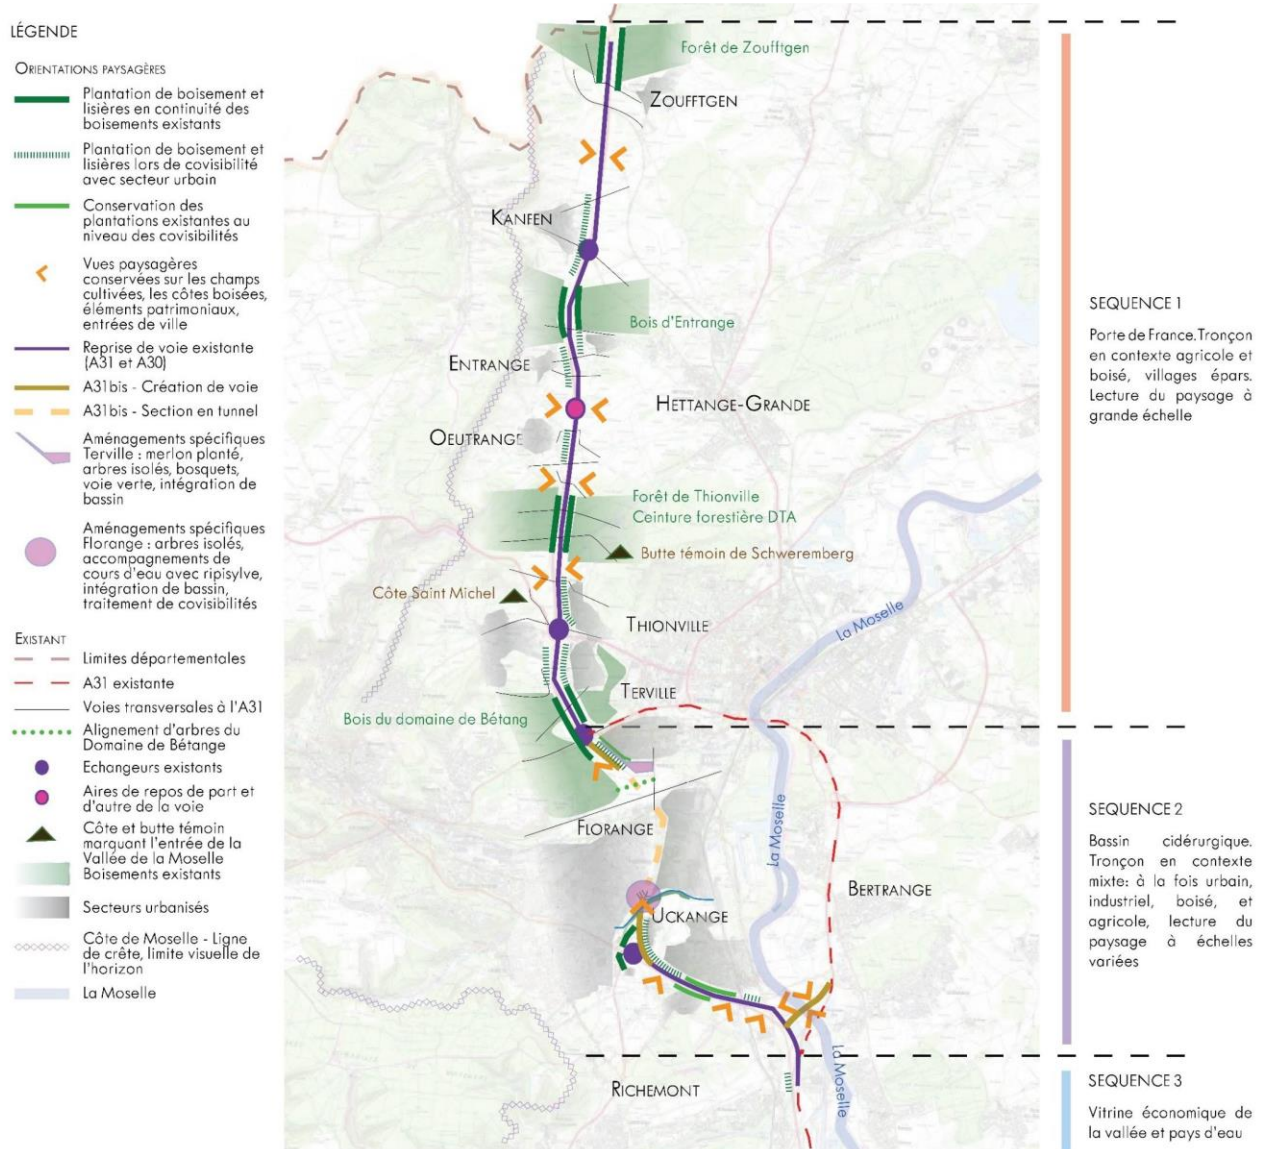 LÉGENDE
ORIENTATIONS PAYSAGÈRES
Plantation de boisement et
lisières en continuité des
boisements existants
Plantation de boisement et
lisières lors de covisibilité
avec secteur urbain
Conservation des
plantations existantes au
niveau des covisibilités
Vues paysagères
conservées sur les champs
cultivées, les côtes boisées,
éléments patrimoniaux,
entrées de ville
Reprise de voie existante
(A31 et A30)
A31bis - Création de voie
A31bis - Section en tunnel
Aménagements spécifiques
Terville : merlon planté,
arbres isolés, bosquets,
voie verte, intégration de
bassin
Aménagements spécifiques
Florange : arbres isolés,
accompagnements de
cours d'eau avec ripisylve,
intégration de bassin,
traitement de covisibilités
EXISTANT
Limites départementales
A31 existante
Voies transversales à l'A31
Alignement d'arbres du
Domaine de Bétange
Echangeurs existants
Aires de repos de part et
d'autre de la voie
Côte et butte témoin
marquant l'entrée de la
Vallée de la Moselle
Boisements existants
Secteurs urbanisés
Côte de Moselle - Ligne
de crête, limite visuelle de
l'horizon
La Moselle
Forêt de Zoufftgen
ZOUFFTGEN
KANFEN
Bois d'Entrange
ENTRANGE
HETTANGE-GRANDE
OEUTRANGE
Forêt de Thionville
Ceinture forestière DTA
Butte témoin de Schweremberg
Côte Saint Michel
THIONVILLE
La Moselle
TERVILLE
Bois du domaine de Bétang
La Moselle
FLORANGE
BERTRANGE
UCKANGE
La Moselle
RICHEMONT
SEQUENCE 1
Porte de France. Tronçon
en contexte agricole et
boisé, villages épars.
Lecture du paysage à
grande échelle
SEQUENCE 2
Bassin cidérurgique.
Tronçon en contexte
mixte: à la fois urbain,
industriel, boisé, et
agricole, lecture du
paysage à échelles
variées
SEQUENCE 3
Vitrine économique de
la vallée et pays d'eau